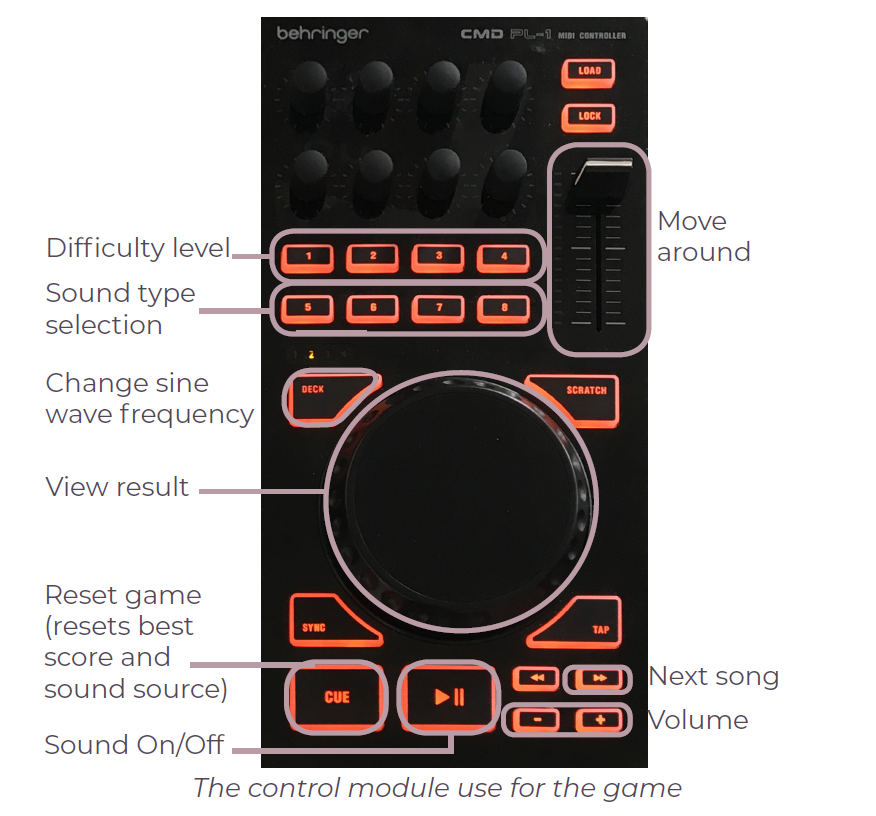 behringer
CMD PL-1 MIDI CONTROLLER
LOAD
LOCK
Move
around
Difficulty level
1 2 3 4
Sound type
selection
5 6 7 8
2
Change sine
wave frequency
DECK
SCRATCH
View result
Reset game
(resets best
score and
sound source)
SYNC
TAP
CUE
Next song
- +
Volume
Sound On/Off
The control module use for the game